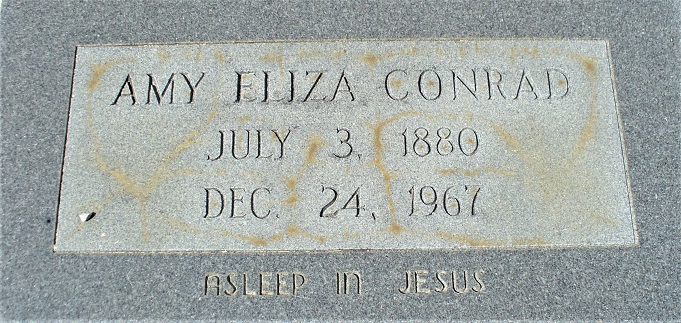 AMY ELIZA CONRAD
JULY 3, 1880
DEC. 24, 1967
ASLEEP IN JESUS